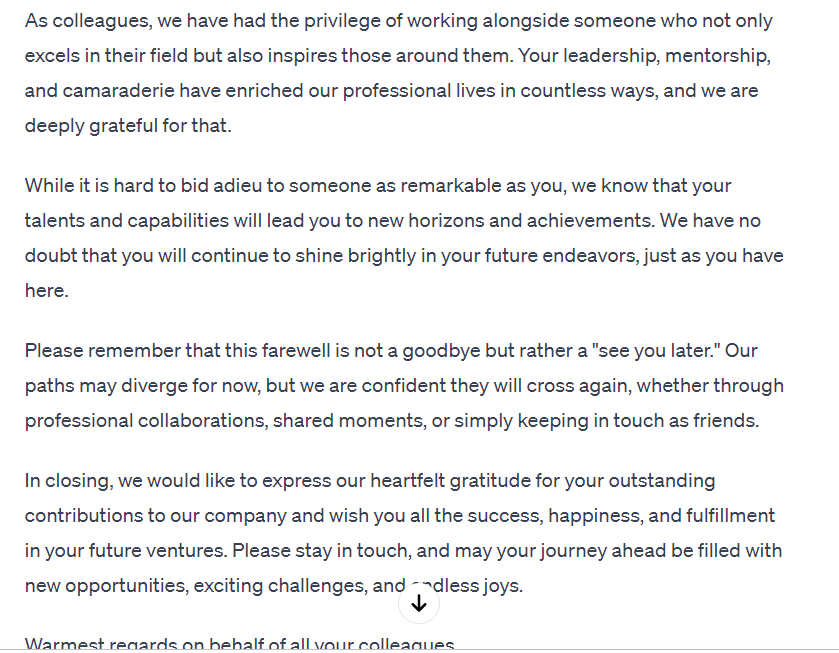 As colleagues, we have had the privilege of working alongside someone who not only
excels in their field but also inspires those around them. Your leadership, mentorship,
and camaraderie have enriched our professional lives in countless ways, and we are
deeply grateful for that.
While it is hard to bid adieu to someone as remarkable as you, we know that your
talents and capabilities will lead you to new horizons and achievements. We have no
doubt that you will continue to shine brightly in your future endeavors, just as you have
here.
Please remember that this farewell is not a goodbye but rather a "see you later." Our
paths may diverge for now, but we are confident they will cross again, whether through
professional collaborations, shared moments, or simply keeping in touch as friends.
In closing, we would like to express our heartfelt gratitude for your outstanding
contributions to our company and wish you all the success, happiness, and fulfillment
in your future ventures. Please stay in touch, and may your journey ahead be filled with
new opportunities, exciting challenges, and endless joys.
Warmest regards on behalf of all your colleagues